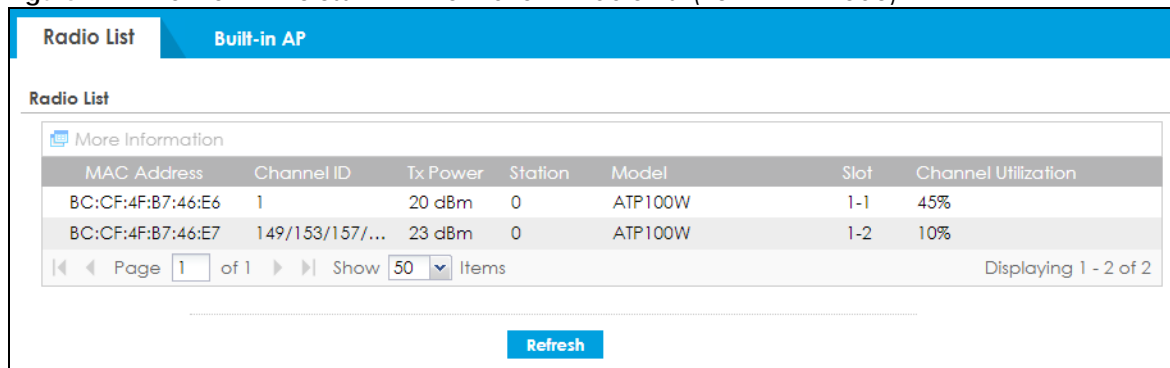 Radio List Built-in AP
Radio List
More Information
MAC Address Channel ID Tx Power Station Model Slot Channel Utilization
BC:CF:4F:B7:46:E6 1 20 dBm 0 ATP100W 1-1 45%
BC:CF:4F:B7:46:E7 149/153/157/... 23 dBm 0 ATP100W 1-2 10%
Page 1 of 1 Show 50 Items Displaying 1 - 2 of 2
Refresh